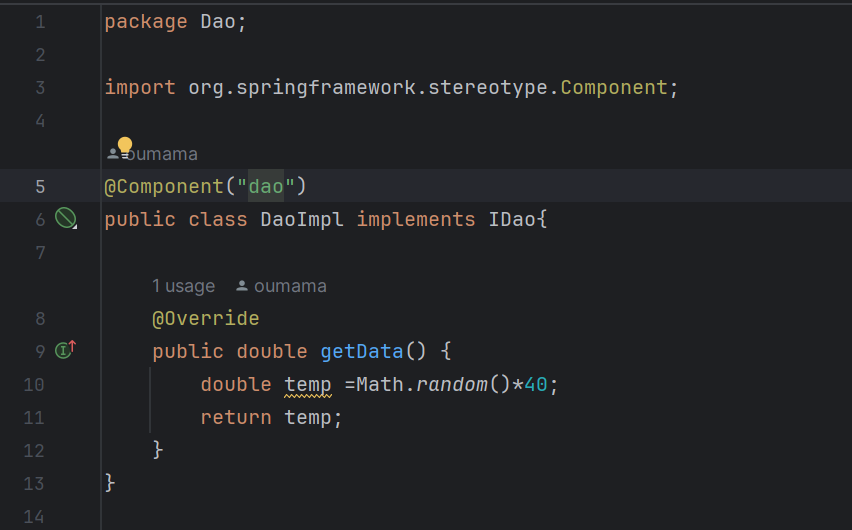 1 package Dao;
2
3 import org.springframework.stereotype.Component;
4
oumama
5 @Component("dao")
6 public class DaoImpl implements IDao{
7
1 usage oumama
8 @Override
9 public double getData() {
10 double temp =Math.random()*40;
11 return temp;
12 }
13 }
14